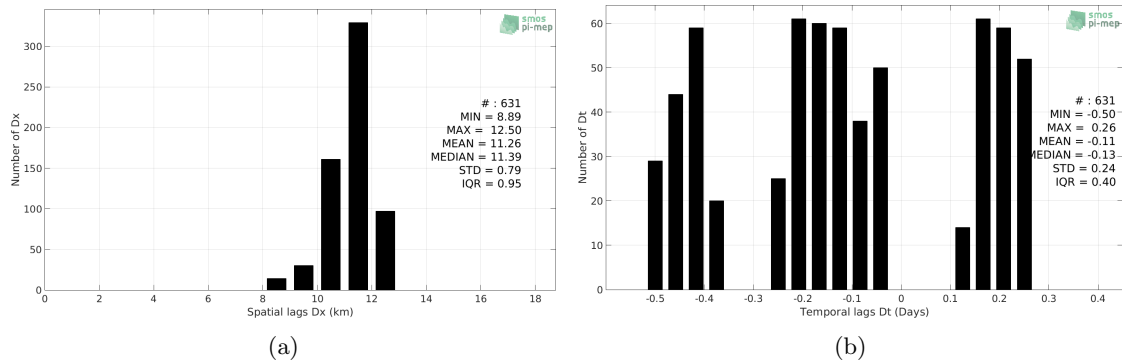 smos
pi-mep
Number of Dx
300
250
200
150
100
50
0
# : 631
MIN = 8.89
MAX = 12.50
MEAN = 11.26
MEDIAN = 11.39
STD = 0.79
IQR = 0.95
0 2 4 6 8 10 12 14 16 18
Spatial lags Dx (km)
(a)
smos
pi-mep
Number of Dt
60
50
40
30
20
10
0
# : 631
MIN = -0.50
MAX = 0.26
MEAN = -0.11
MEDIAN = -0.13
STD = 0.24
IQR = 0.40
-0.5 -0.4 -0.3 -0.2 -0.1 0 0.1 0.2 0.3 0.4
Temporal lags Dt (Days)
(b)